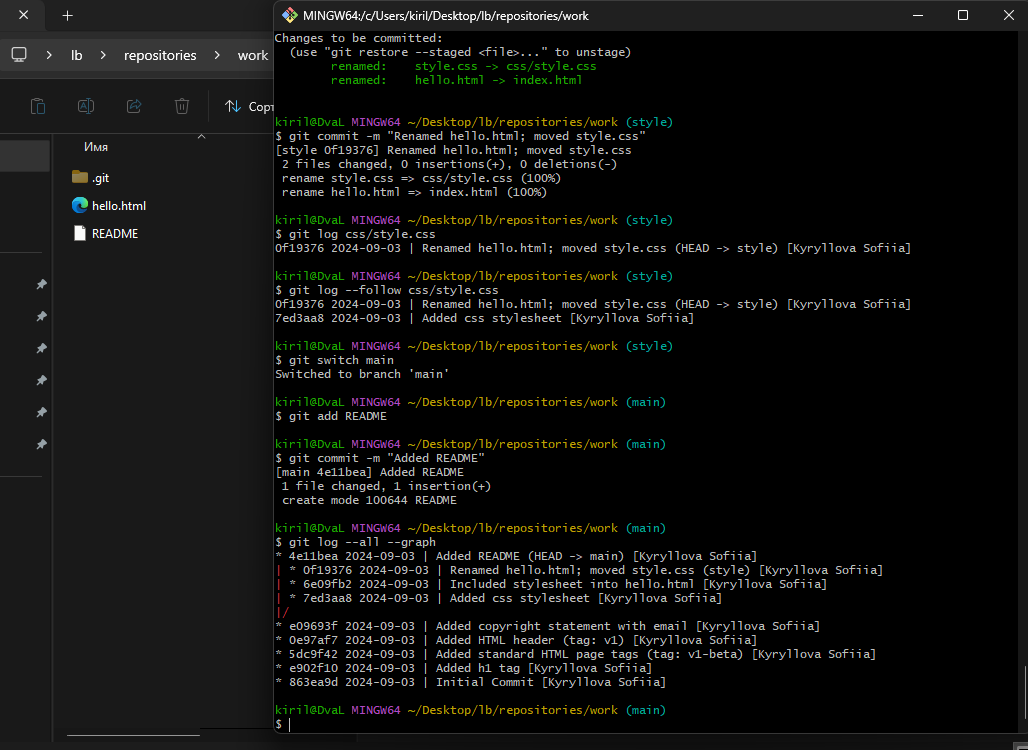 MINGW64:/c/Users/kiril/Desktop/lb/repositories/work
lb
repositories
work
Сорт
Имя
.git
hello.html
README
Changes to be committed:
(use "git restore --staged <file>..." to unstage)
renamed: style.css -> css/style.css
renamed: hello.html -> index.html
kiril@DvaL MINGW64 ~/Desktop/lb/repositories/work (style)
$ git commit -m "Renamed hello.html; moved style.css"
[style 0f19376] Renamed hello.html; moved style.css
2 files changed, 0 insertions(+), 0 deletions(-)
rename style.css => css/style.css (100%)
rename hello.html => index.html (100%)
kiril@DvaL MINGW64 ~/Desktop/lb/repositories/work (style)
$ git log css/style.css
0f19376 2024-09-03 | Renamed hello.html; moved style.css (HEAD -> style) [Kyryllova Sofiia]
kiril@DvaL MINGW64 ~/Desktop/lb/repositories/work (style)
$ git log --follow css/style.css
0f19376 2024-09-03 | Renamed hello.html; moved style.css (HEAD -> style) [Kyryllova Sofiia]
7ed3aa8 2024-09-03 | Added css stylesheet [Kyryllova Sofiia]
kiril@DvaL MINGW64 ~/Desktop/lb/repositories/work (style)
$ git switch main
Switched to branch 'main'
kiril@DvaL MINGW64 ~/Desktop/lb/repositories/work (main)
$ git add README
kiril@DvaL MINGW64 ~/Desktop/lb/repositories/work (main)
$ git commit -m "Added README"
[main 4e11bea] Added README
1 file changed, 1 insertion(+)
create mode 100644 README
kiril@DvaL MINGW64 ~/Desktop/lb/repositories/work (main)
$ git log --all --graph
* 4e11bea 2024-09-03 | Added README (HEAD -> main) [Kyryllova Sofiia]
| * 0f19376 2024-09-03 | Renamed hello.html; moved style.css (style) [Kyryllova Sofiia]
| * 6e09fb2 2024-09-03 | Included stylesheet into hello.html [Kyryllova Sofiia]
| * 7ed3aa8 2024-09-03 | Added css stylesheet [Kyryllova Sofiia]
|/
* e09693f 2024-09-03 | Added copyright statement with email [Kyryllova Sofiia]
* 0e97af7 2024-09-03 | Added HTML header (tag: v1) [Kyryllova Sofiia]
* 5dc9f42 2024-09-03 | Added standard HTML page tags (tag: v1-beta) [Kyryllova Sofiia]
* e902f10 2024-09-03 | Added h1 tag [Kyryllova Sofiia]
* 863ea9d 2024-09-03 | Initial Commit [Kyryllova Sofiia]
kiril@DvaL MINGW64 ~/Desktop/lb/repositories/work (main)
$